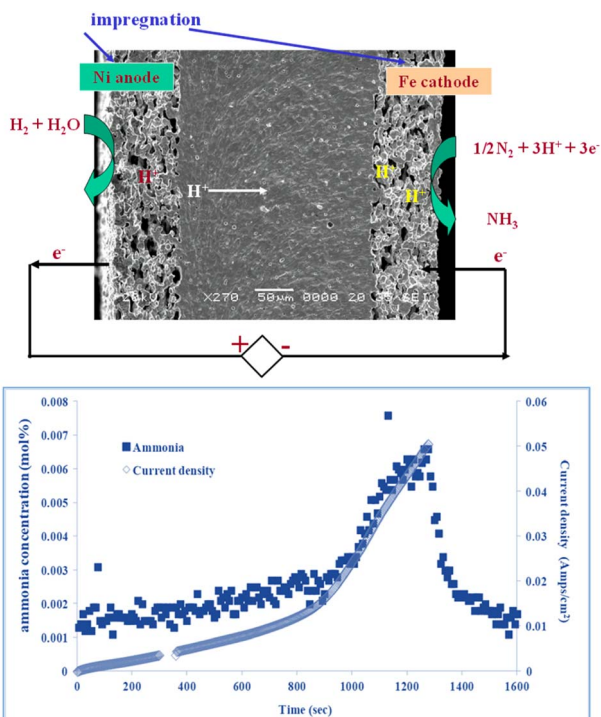 impregnation
Ni anode
Fe cathode
H₂ + H₂O
1/2N₂ + 3H⁺ + 3e⁻
H⁺
H⁺
H⁺
H⁺
NH₃
e⁻
e⁻
X270 50µm 0000 20
+ -
0.008
0.007
0.006
0.005
0.004
0.003
0.002
0.001
0
ammonia concentration (mol%)
Ammonia
Current density
0.06
0.05
0.04
0.03
0.02
0.01
0
Current density (Amps/cm²)
0 200 400 600 800 1000 1200 1400 1600
Time (sec)